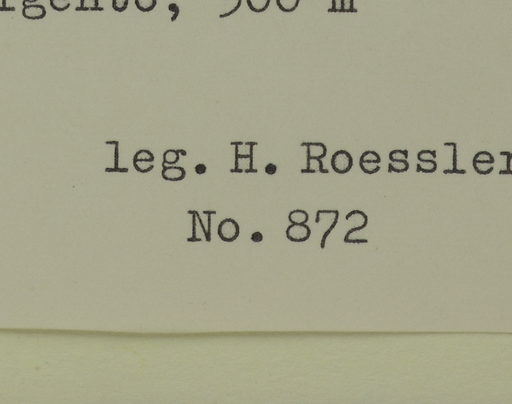 leg. H. Roessler
No. 872